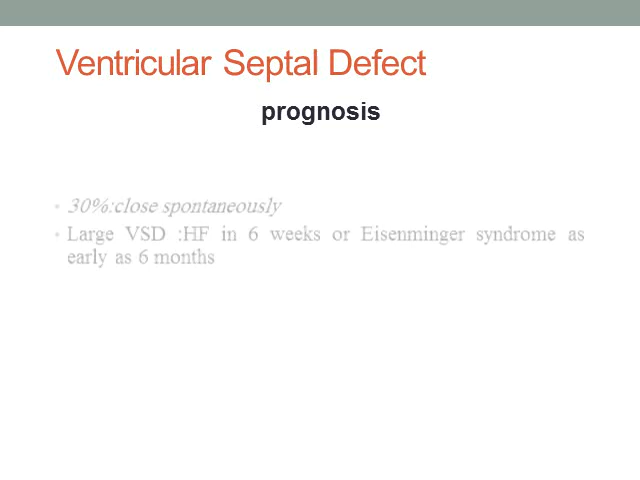 Ventricular Septal Defect
prognosis
• 30%:close spontaneously
• Large VSD :HF in 6 weeks or Eisenminger syndrome as
early as 6 months